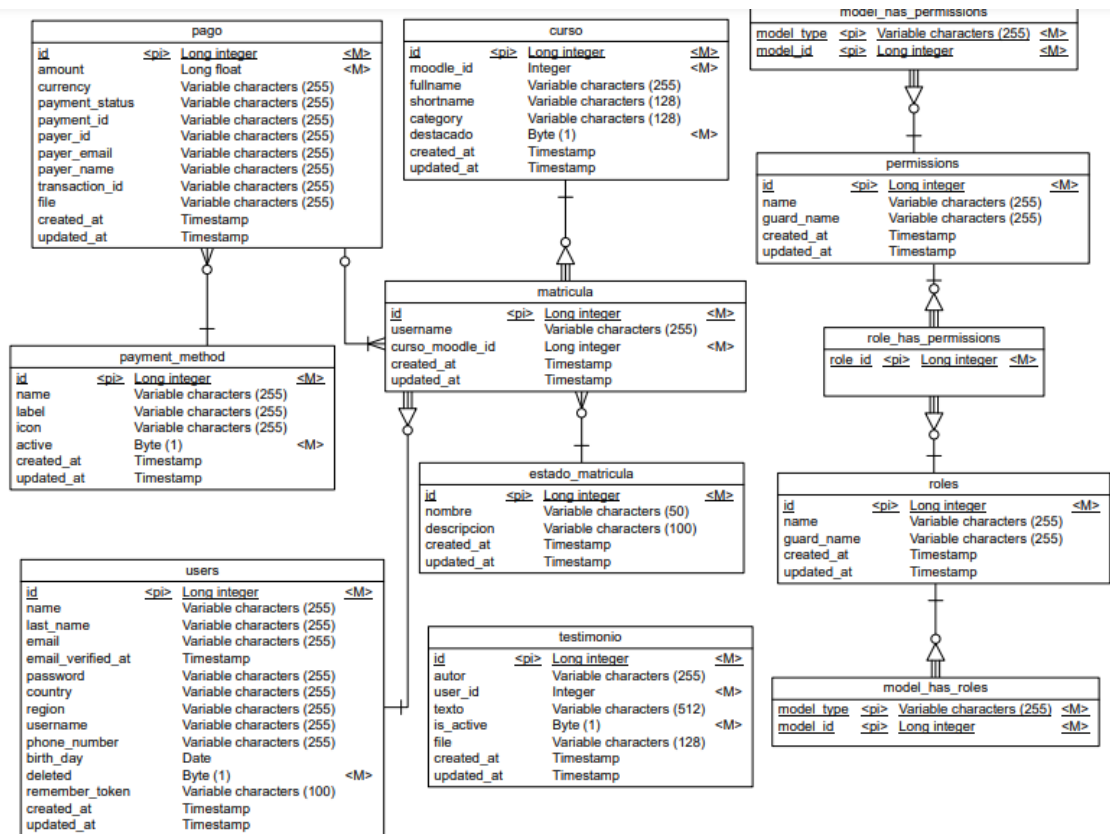 pago
id <pi> Long integer <M>
amount Long float <M>
currency Variable characters (255)
payment_status Variable characters (255)
payment_id Variable characters (255)
payer_id Variable characters (255)
payer_email Variable characters (255)
payer_name Variable characters (255)
transaction_id Variable characters (255)
file Variable characters (255)
created_at Timestamp
updated_at Timestamp
curso
id <pi> Long integer <M>
moodle_id Integer <M>
fullname Variable characters (255)
shortname Variable characters (128)
category Variable characters (128)
destacado Byte (1) <M>
created_at Timestamp
updated_at Timestamp
model_has_permissions
model_type <pi> Variable characters (255) <M>
model_id <pi> Long integer <M>
permissions
id <pi> Long integer <M>
name Variable characters (255)
guard_name Variable characters (255)
created_at Timestamp
updated_at Timestamp
matricula
id <pi> Long integer <M>
username Variable characters (255)
curso_moodle_id Long integer <M>
created_at Timestamp
updated_at Timestamp
role_has_permissions
role_id <pi> Long integer <M>
payment_method
id <pi> Long integer <M>
name Variable characters (255)
label Variable characters (255)
icon Variable characters (255)
active Byte (1) <M>
created_at Timestamp
updated_at Timestamp
estado_matricula
id <pi> Long integer <M>
nombre Variable characters (50)
descripcion Variable characters (100)
created_at Timestamp
updated_at Timestamp
roles
id <pi> Long integer <M>
name Variable characters (255)
guard_name Variable characters (255)
created_at Timestamp
updated_at Timestamp
users
id <pi> Long integer <M>
name Variable characters (255)
last_name Variable characters (255)
email Variable characters (255)
email_verified_at Timestamp
password Variable characters (255)
country Variable characters (255)
region Variable characters (255)
username Variable characters (255)
phone_number Variable characters (255)
birth_day Date
deleted Byte (1) <M>
remember_token Variable characters (100)
created_at Timestamp
updated_at Timestamp
testimonio
id <pi> Long integer <M>
autor Variable characters (255)
user_id Integer <M>
texto Variable characters (512)
is_active Byte (1) <M>
file Variable characters (128)
created_at Timestamp
updated_at Timestamp
model_has_roles
model_type <pi> Variable characters (255) <M>
model_id <pi> Long integer <M>